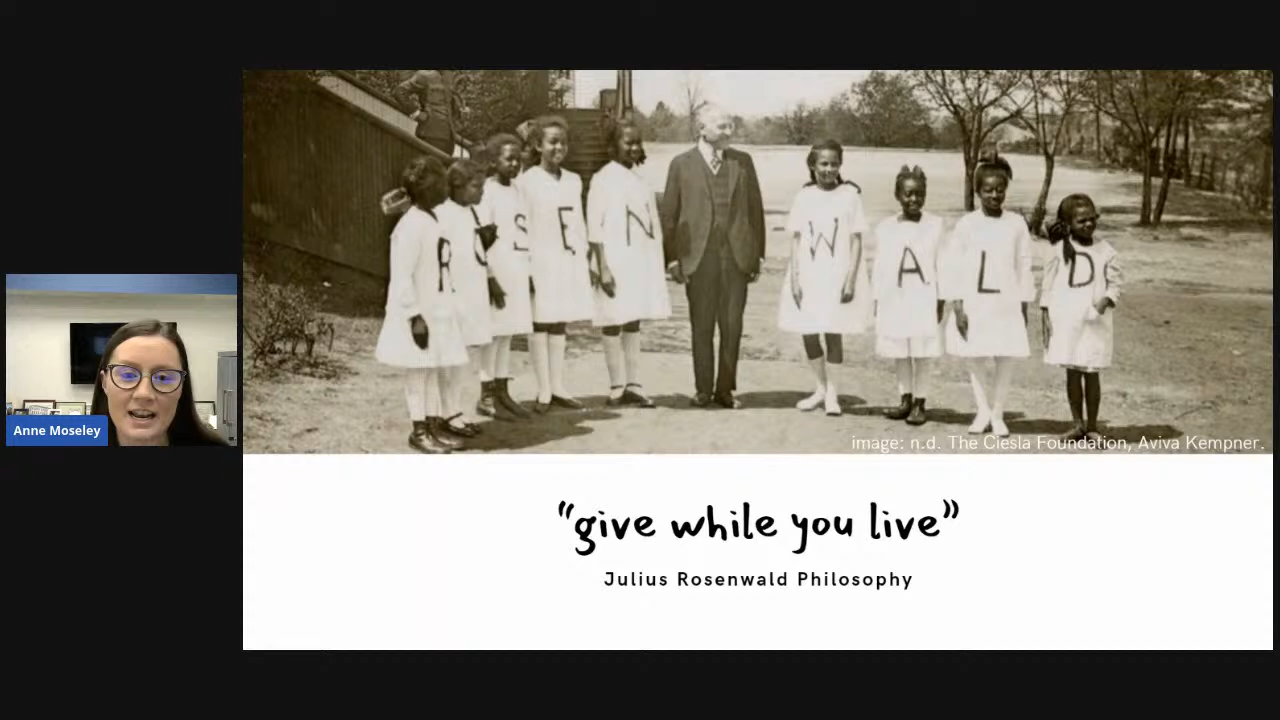 R O S E N W A L D
image: n.d. The Ciesla Foundation, Aviva Kempner.
Anne Moseley
“give while you live”
Julius Rosenwald Philosophy